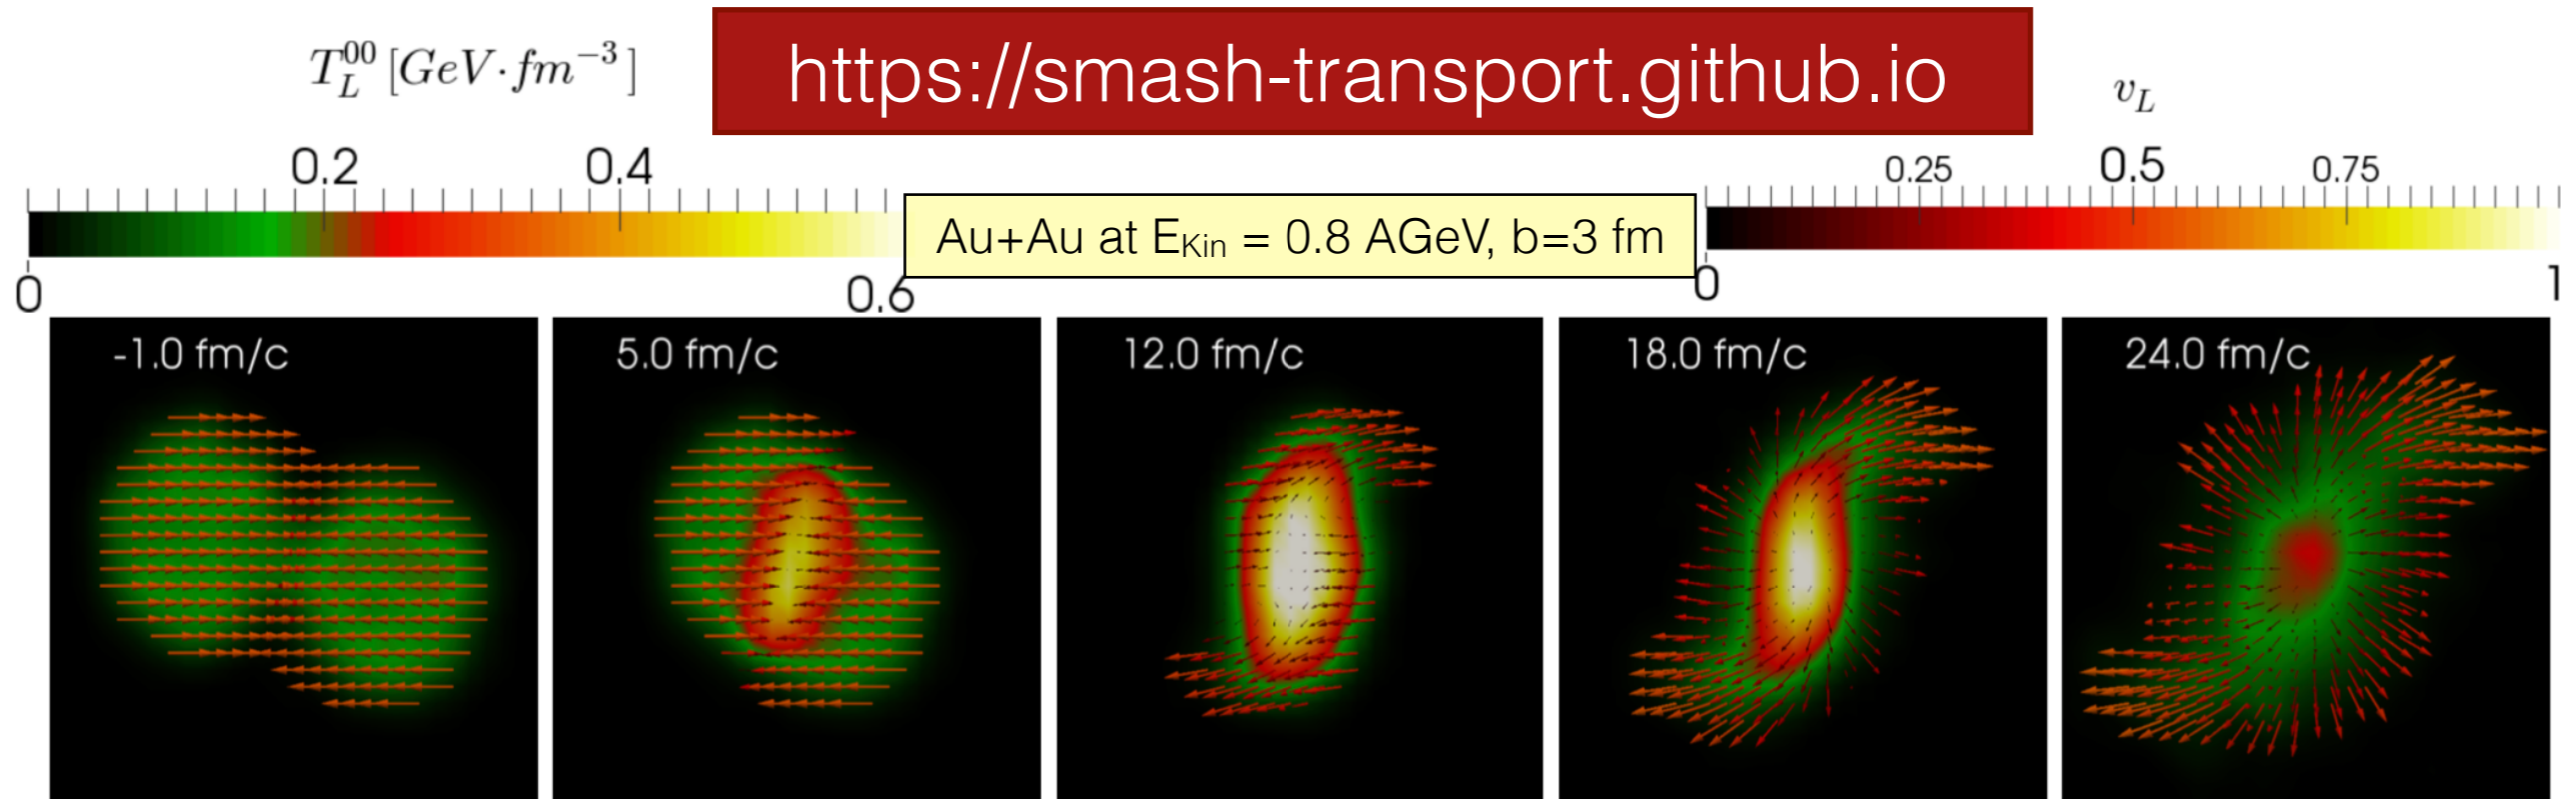 T_L^{00} [GeV·fm^{-3}]
https://smash-transport.github.io
v_L
0.2 0.4
0.25 0.5 0.75
Au+Au at E_{Kin} = 0.8 AGeV, b=3 fm
0 0.6
0 1
-1.0 fm/c
5.0 fm/c
12.0 fm/c
18.0 fm/c
24.0 fm/c